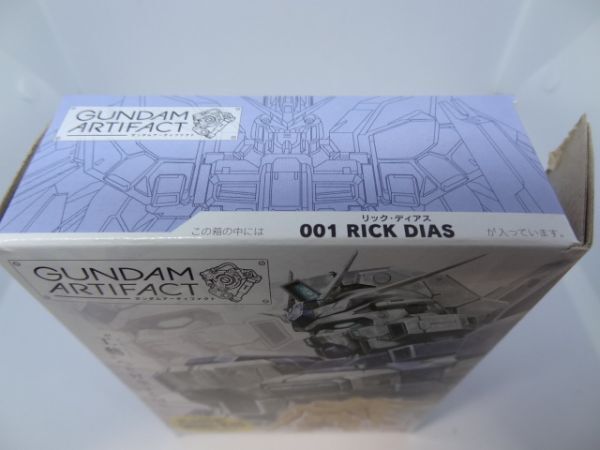 GUNDAM
ARTIFACT
ガンダムアーティファクト
リック・ディアス
この箱の中には 001 RICK DIAS が入っています。
GUNDAM
ARTIFACT
ガンダムアーティファクト